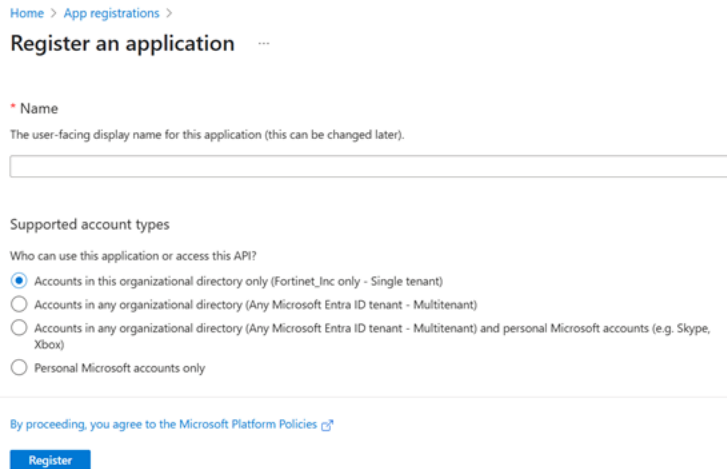 Home > App registrations >
Register an application ...
* Name
The user-facing display name for this application (this can be changed later).
Supported account types
Who can use this application or access this API?
Accounts in this organizational directory only (Fortinet_Inc only - Single tenant)
Accounts in any organizational directory (Any Microsoft Entra ID tenant - Multitenant)
Accounts in any organizational directory (Any Microsoft Entra ID tenant - Multitenant) and personal Microsoft accounts (e.g. Skype,
Xbox)
Personal Microsoft accounts only
By proceeding, you agree to the Microsoft Platform Policies
Register